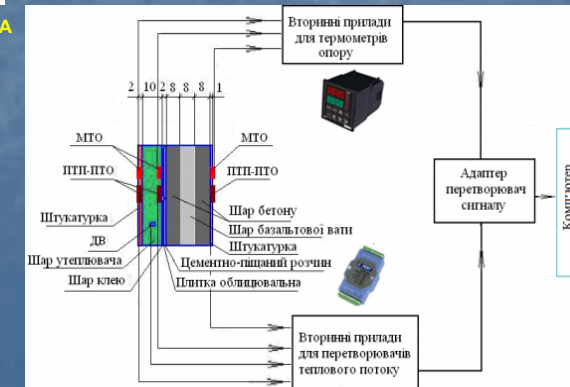 А
Вторинні прилади
для термометрів
опору
2 10 2 8 8 8 1
МТО
МТО
ПТП-ПТО
ПТП-ПТО
Адаптер
перетворювач
сигналу
Комп'ютер
Штукатурка
Шар бетону
Шар базальтової вати
ДВ
Штукатурка
Шар утеплювача
Цементно-піщаний розчин
Шар клею
Плитка облицювальна
Вторинні прилади
для перетворювачів
теплового потоку